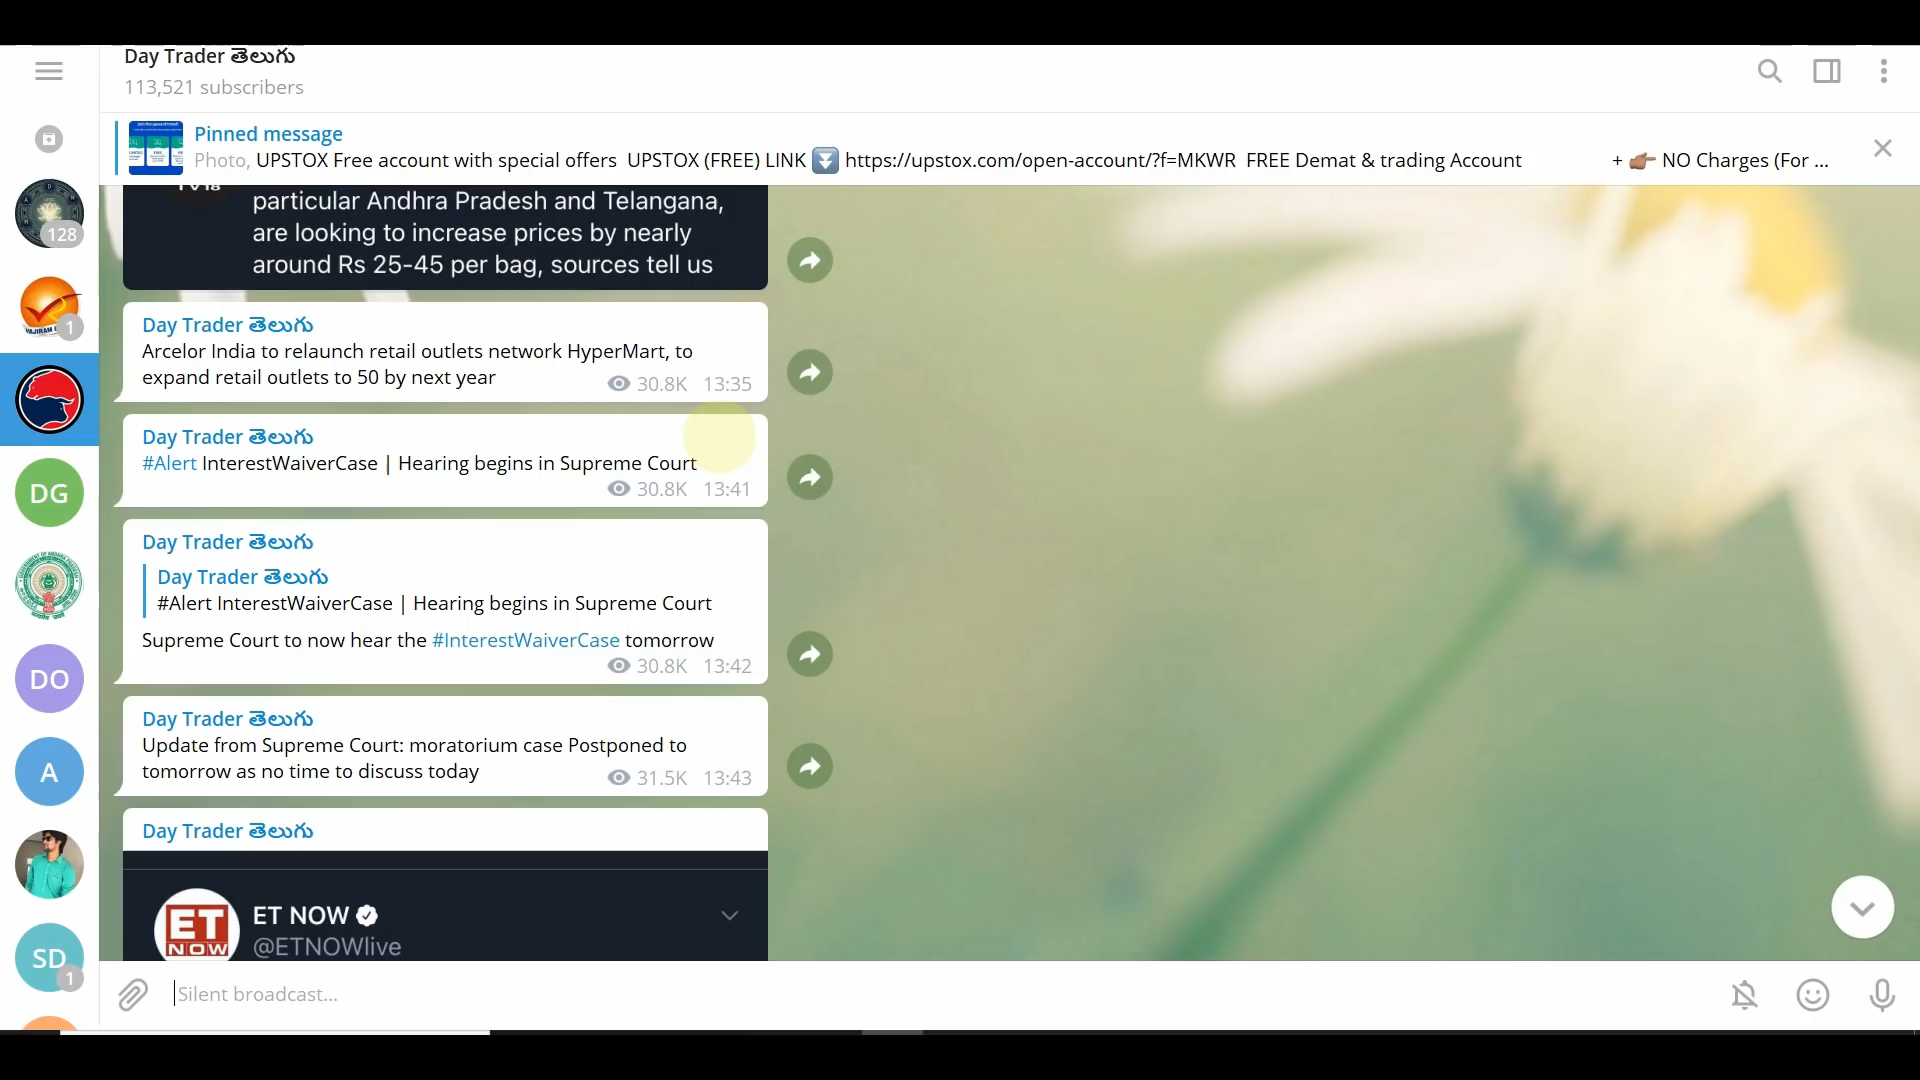 Day Trader తెలుగు
113,521 subscribers
Pinned message
Photo, UPSTOX Free account with special offers UPSTOX (FREE) LINK https://upstox.com/open-account/?f=MKWR FREE Demat & trading Account + NO Charges (For ...
128
1
DG
DO
A
SD
1
particular Andhra Pradesh and Telangana,
are looking to increase prices by nearly
around Rs 25-45 per bag, sources tell us
Day Trader తెలుగు
Arcelor India to relaunch retail outlets network HyperMart, to
expand retail outlets to 50 by next year
30.8K 13:35
Day Trader తెలుగు
#Alert InterestWaiverCase | Hearing begins in Supreme Court
30.8K 13:41
Day Trader తెలుగు
Day Trader తెలుగు
#Alert InterestWaiverCase | Hearing begins in Supreme Court
Supreme Court to now hear the #InterestWaiverCase tomorrow
30.8K 13:42
Day Trader తెలుగు
Update from Supreme Court: moratorium case Postponed to
tomorrow as no time to discuss today
31.5K 13:43
Day Trader తెలుగు
ET NOW
ET NOW
@ETNOWlive
Silent broadcast...